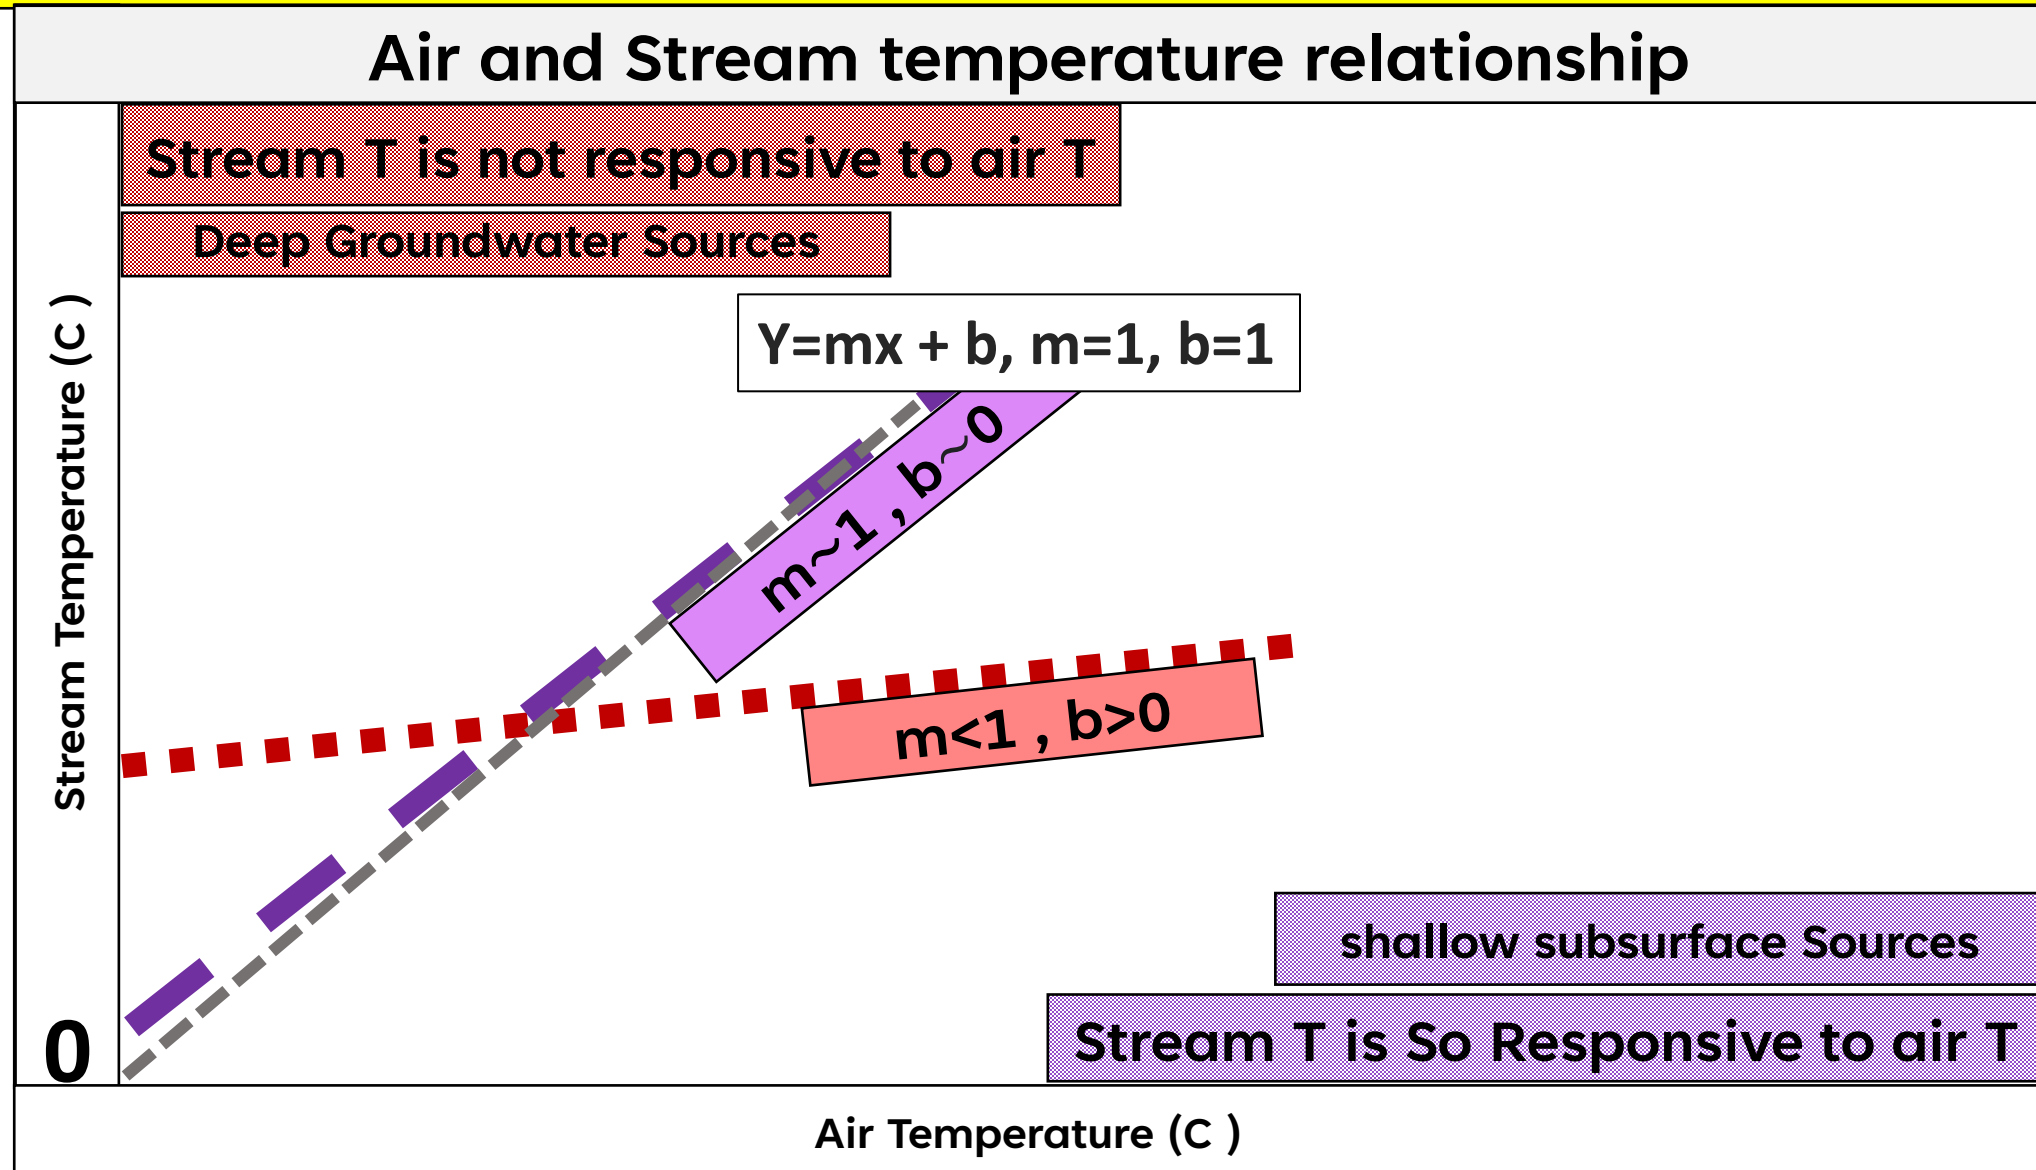 Air and Stream temperature relationship
Stream T is not responsive to air T
Deep Groundwater Sources
Y=mx + b, m=1, b=1
m~1 , b~0
m<1 , b>0
Stream Temperature (C )
shallow subsurface Sources
Stream T is So Responsive to air T
0
Air Temperature (C )